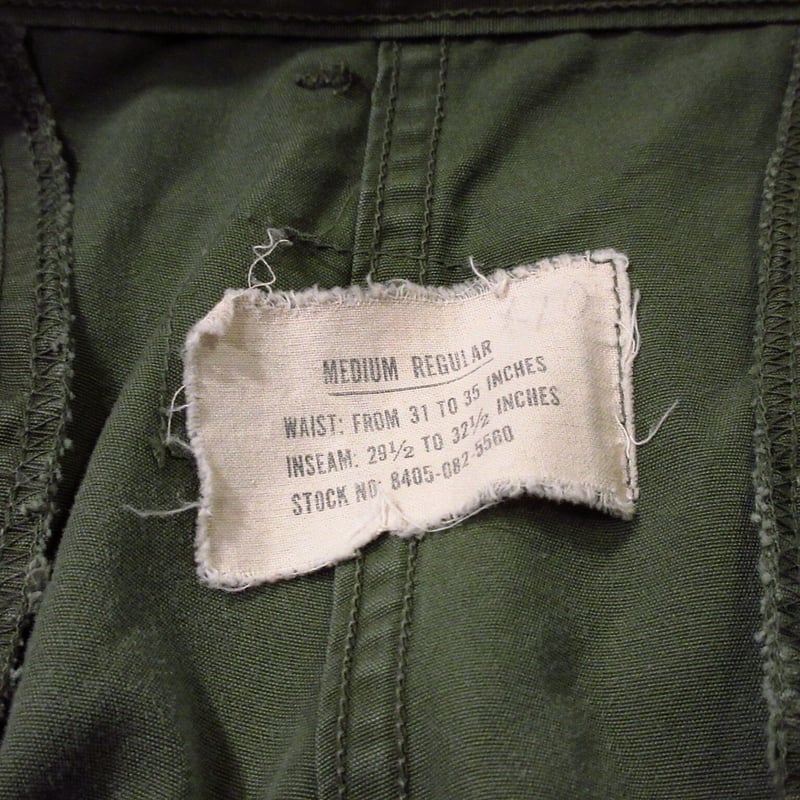 MEDIUM REGULAR
WAIST: FROM 31 TO 35 INCHES
INSEAM: 29½ TO 32½ INCHES
STOCK NO: 8405-082-5560